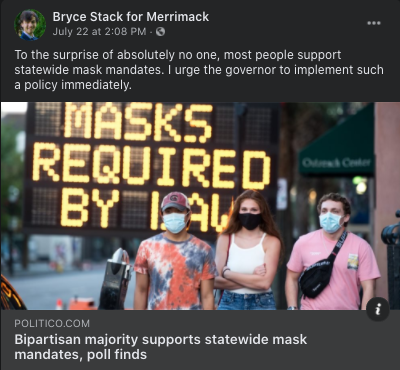 Bryce Stack for Merrimack
July 22 at 2:08 PM ·
To the surprise of absolutely no one, most people support
statewide mask mandates. I urge the governor to implement such
a policy immediately.
MASKS
REQUIRED
BY LAW
Outreach Center
POLITICO.COM
Bipartisan majority supports statewide mask
mandates, poll finds